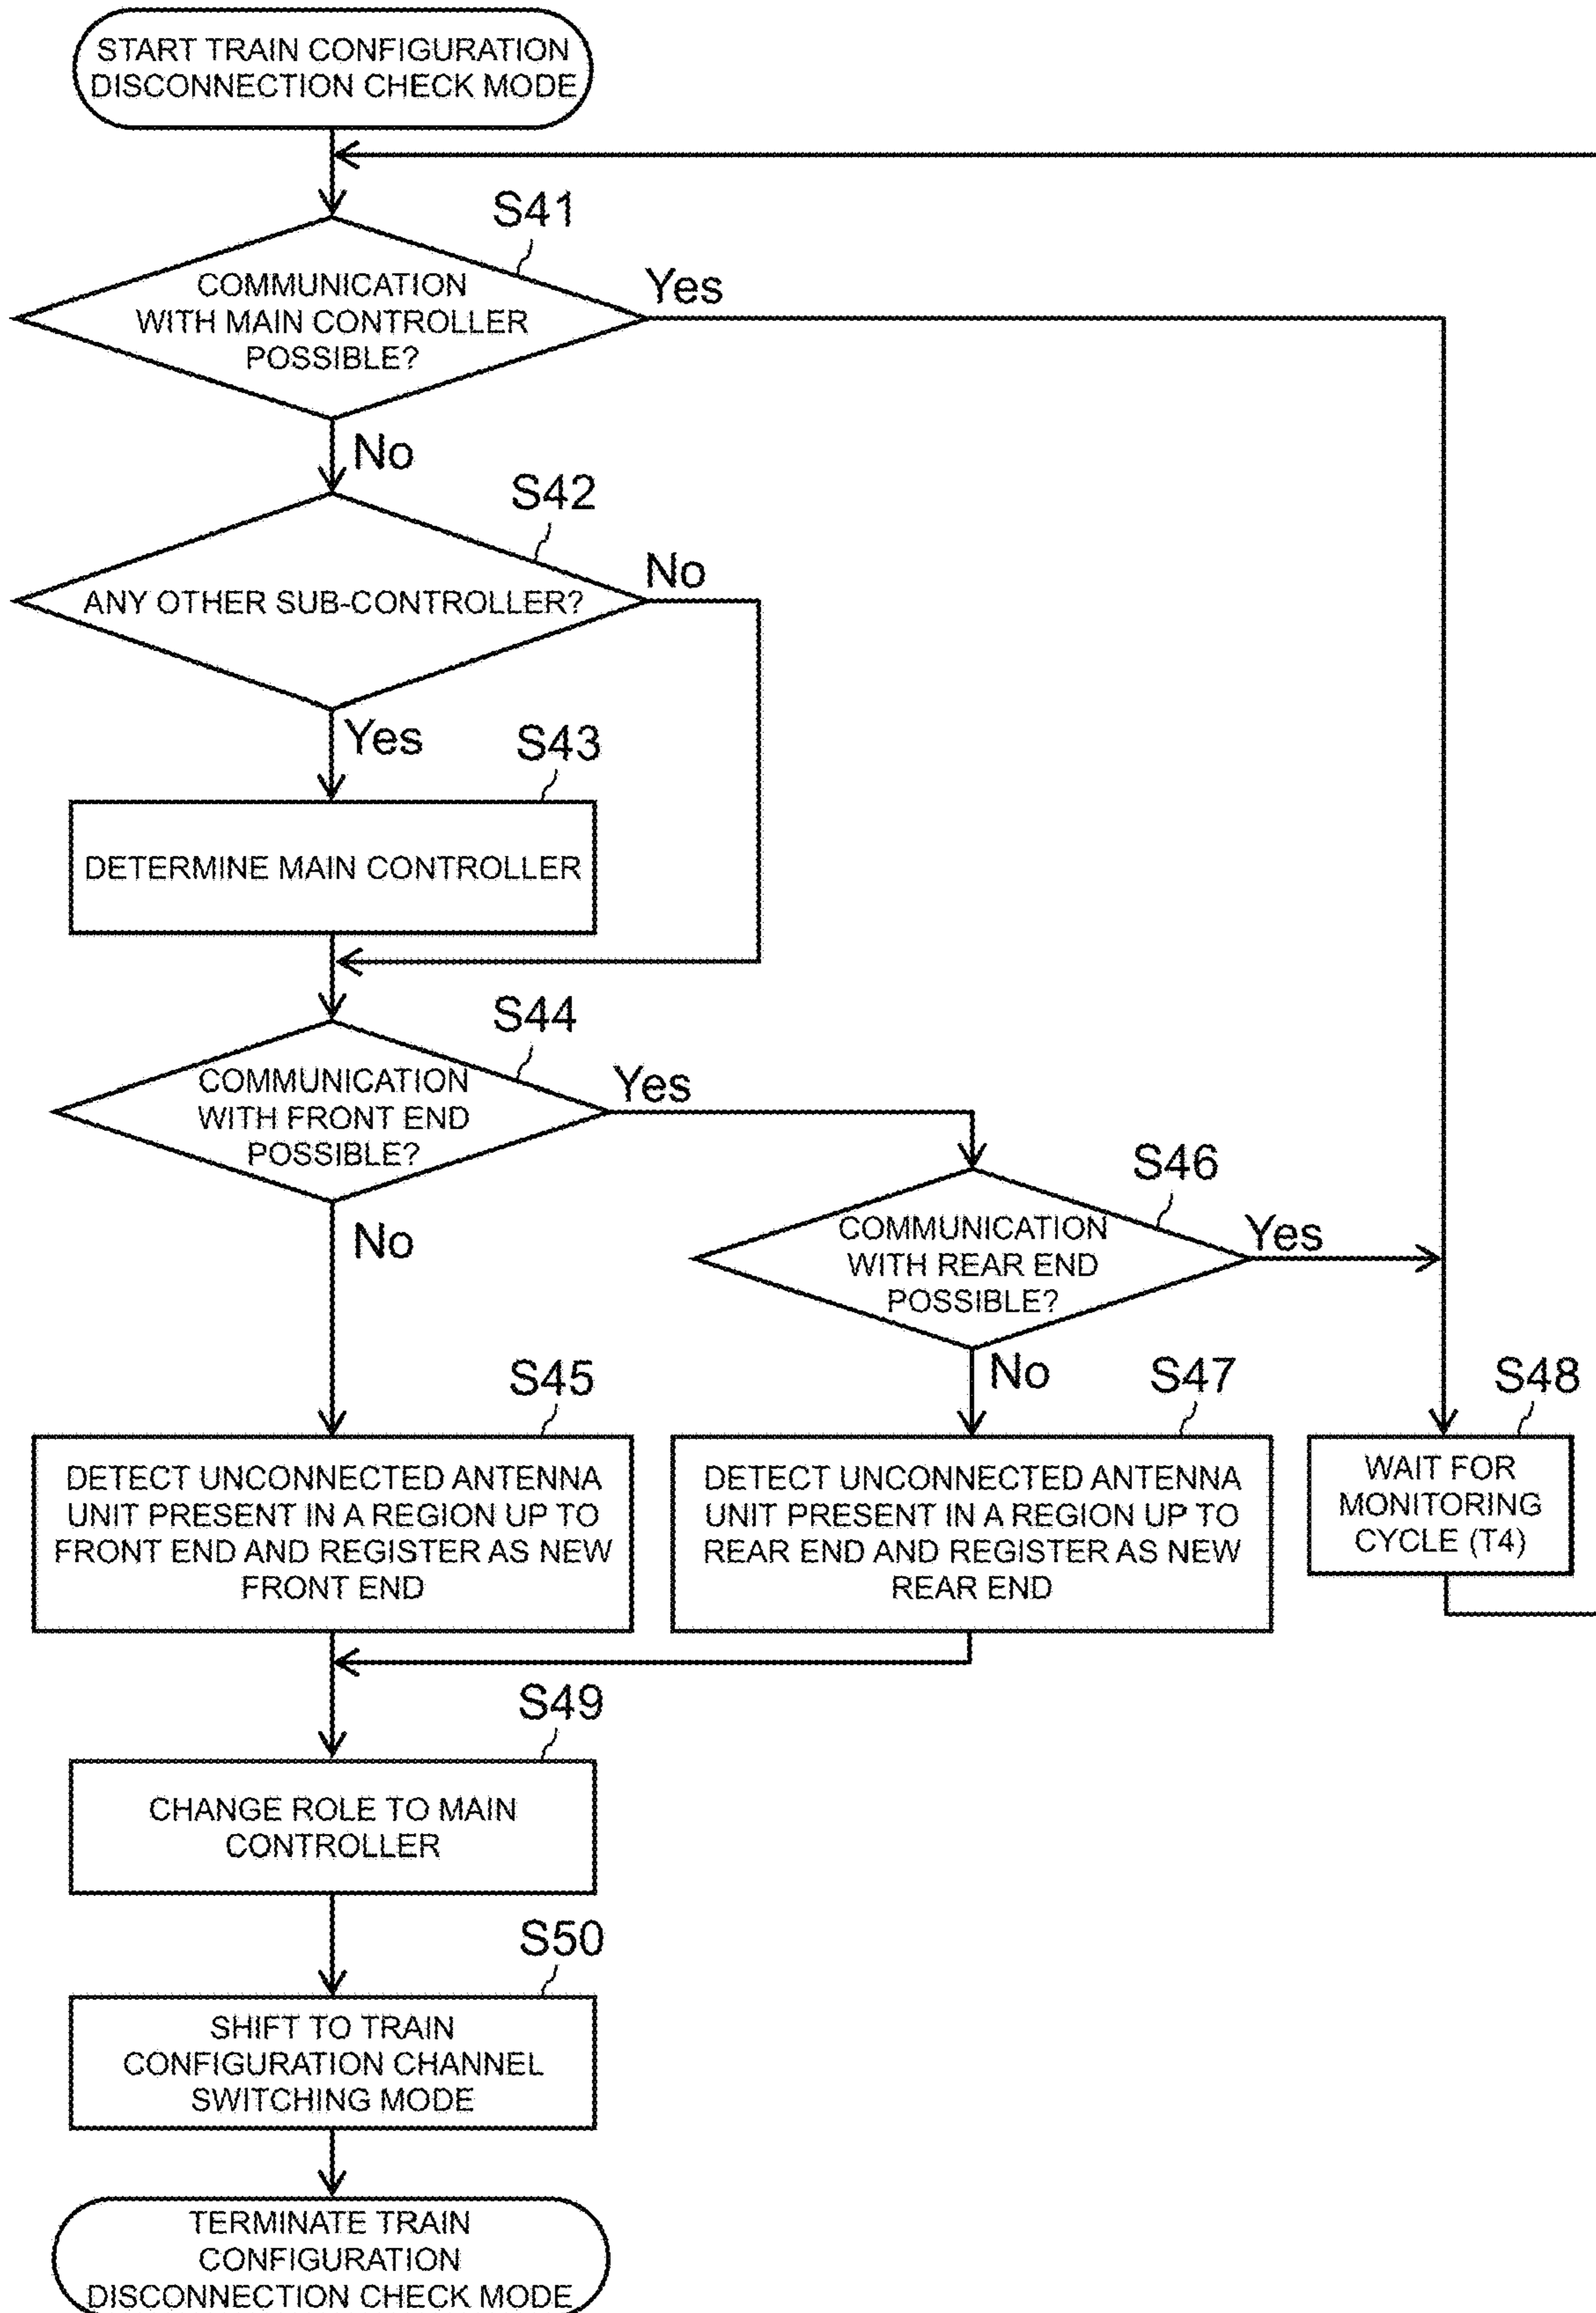 START TRAIN CONFIGURATION
DISCONNECTION CHECK MODE
S41
COMMUNICATION
WITH MAIN CONTROLLER
POSSIBLE?
Yes
No
S42
ANY OTHER SUB-CONTROLLER?
No
Yes
S43
DETERMINE MAIN CONTROLLER
S44
COMMUNICATION
WITH FRONT END
POSSIBLE?
Yes
No
S46
COMMUNICATION
WITH REAR END
POSSIBLE?
Yes
No
S45
DETECT UNCONNECTED ANTENNA
UNIT PRESENT IN A REGION UP TO
FRONT END AND REGISTER AS NEW
FRONT END
S47
DETECT UNCONNECTED ANTENNA
UNIT PRESENT IN A REGION UP TO
REAR END AND REGISTER AS NEW
REAR END
S48
WAIT FOR
MONITORING
CYCLE (T4)
S49
CHANGE ROLE TO MAIN
CONTROLLER
S50
SHIFT TO TRAIN
CONFIGURATION CHANNEL
SWITCHING MODE
TERMINATE TRAIN
CONFIGURATION
DISCONNECTION CHECK MODE